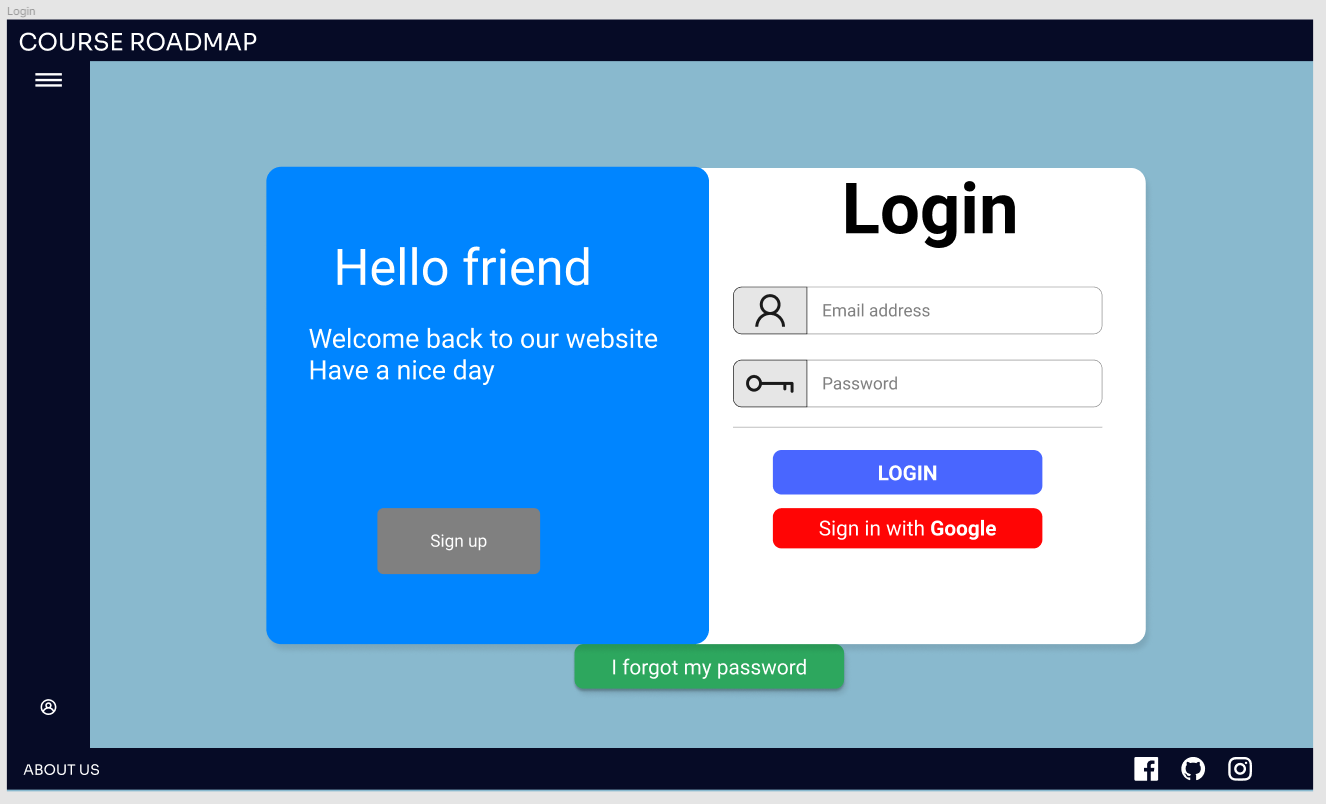 Login
COURSE ROADMAP
Hello friend
Welcome back to our website
Have a nice day
Sign up
Login
Email address
Password
LOGIN
Sign in with Google
I forgot my password
ABOUT US